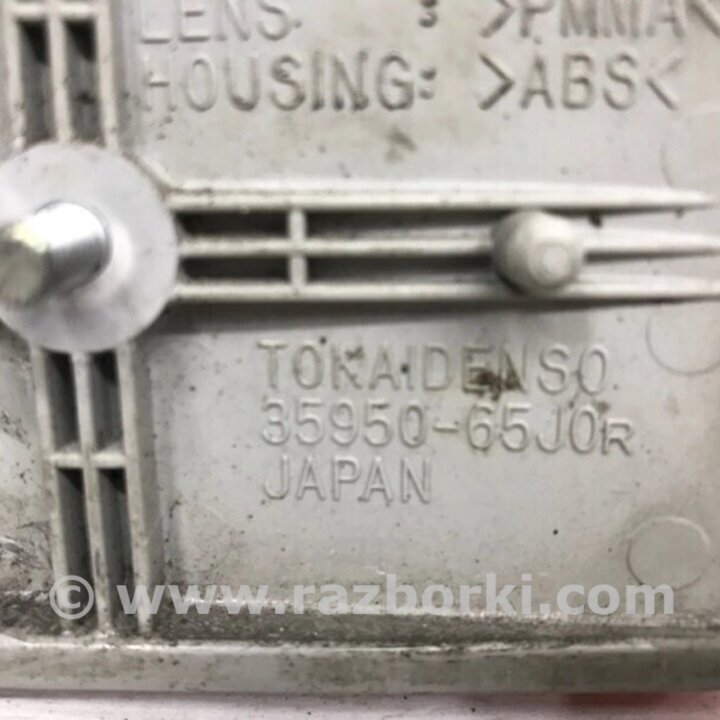 LENS : >PMMA<
HOUSING: >ABS<
TOKAIDENSO
35950-65J0R
JAPAN
© www.razborki.com